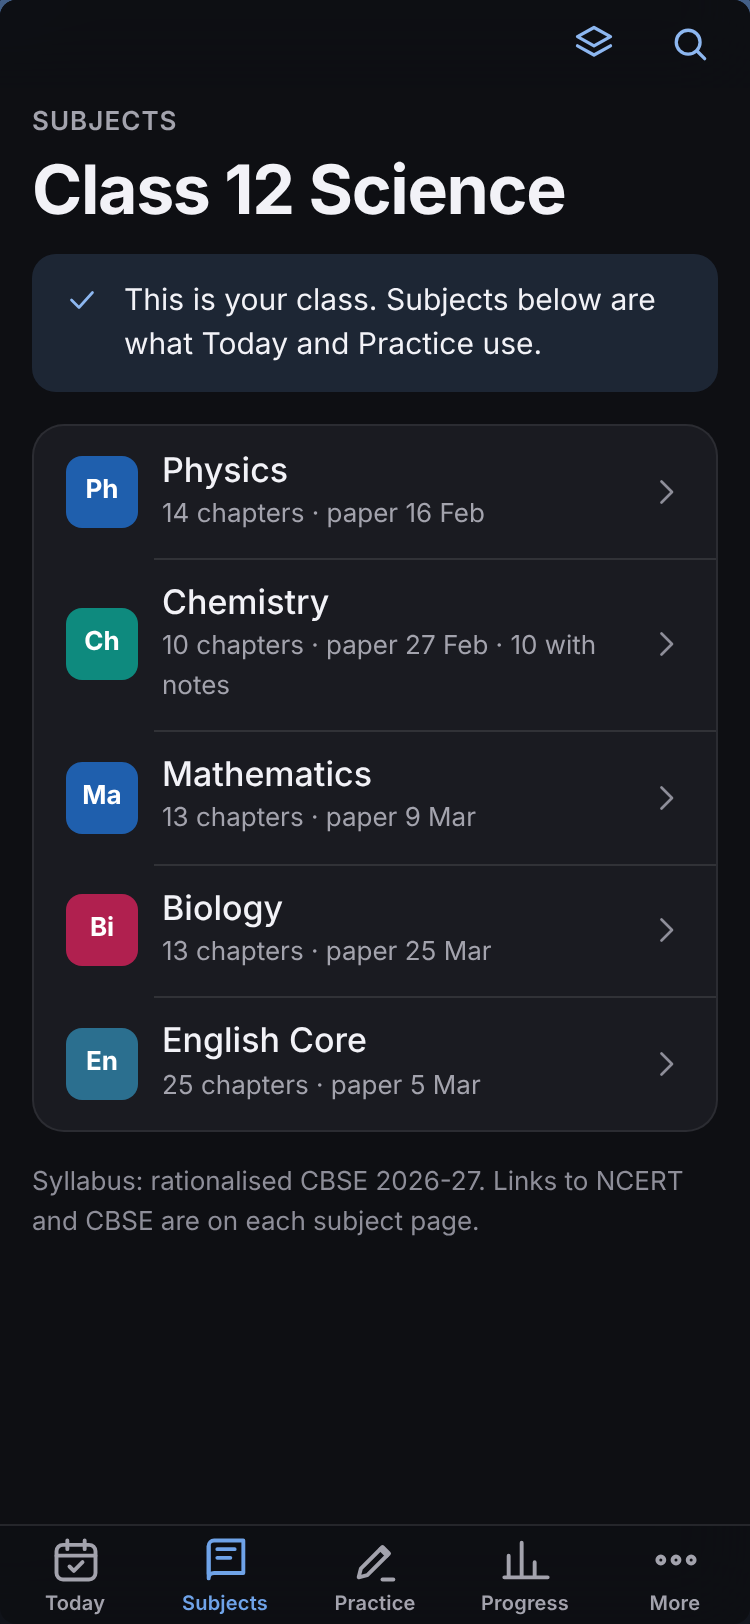 SUBJECTS
Class 12 Science
This is your class. Subjects below are
what Today and Practice use.
Ph
Physics
14 chapters · paper 16 Feb
Ch
Chemistry
10 chapters · paper 27 Feb · 10 with
notes
Ma
Mathematics
13 chapters · paper 9 Mar
Bi
Biology
13 chapters · paper 25 Mar
En
English Core
25 chapters · paper 5 Mar
Syllabus: rationalised CBSE 2026-27. Links to NCERT
and CBSE are on each subject page.
Today Subjects Practice Progress More